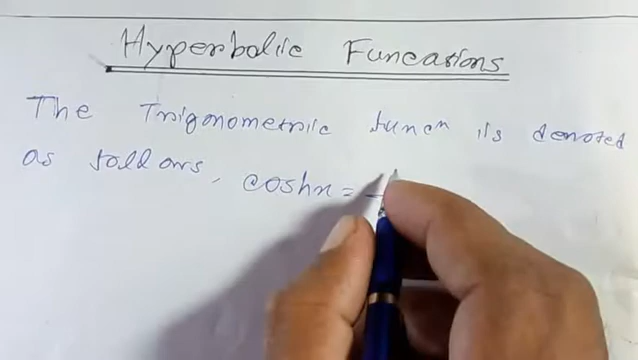 Hyperbolic Funcations
The Trigonometric funcn is denoted
as follows, coshx =